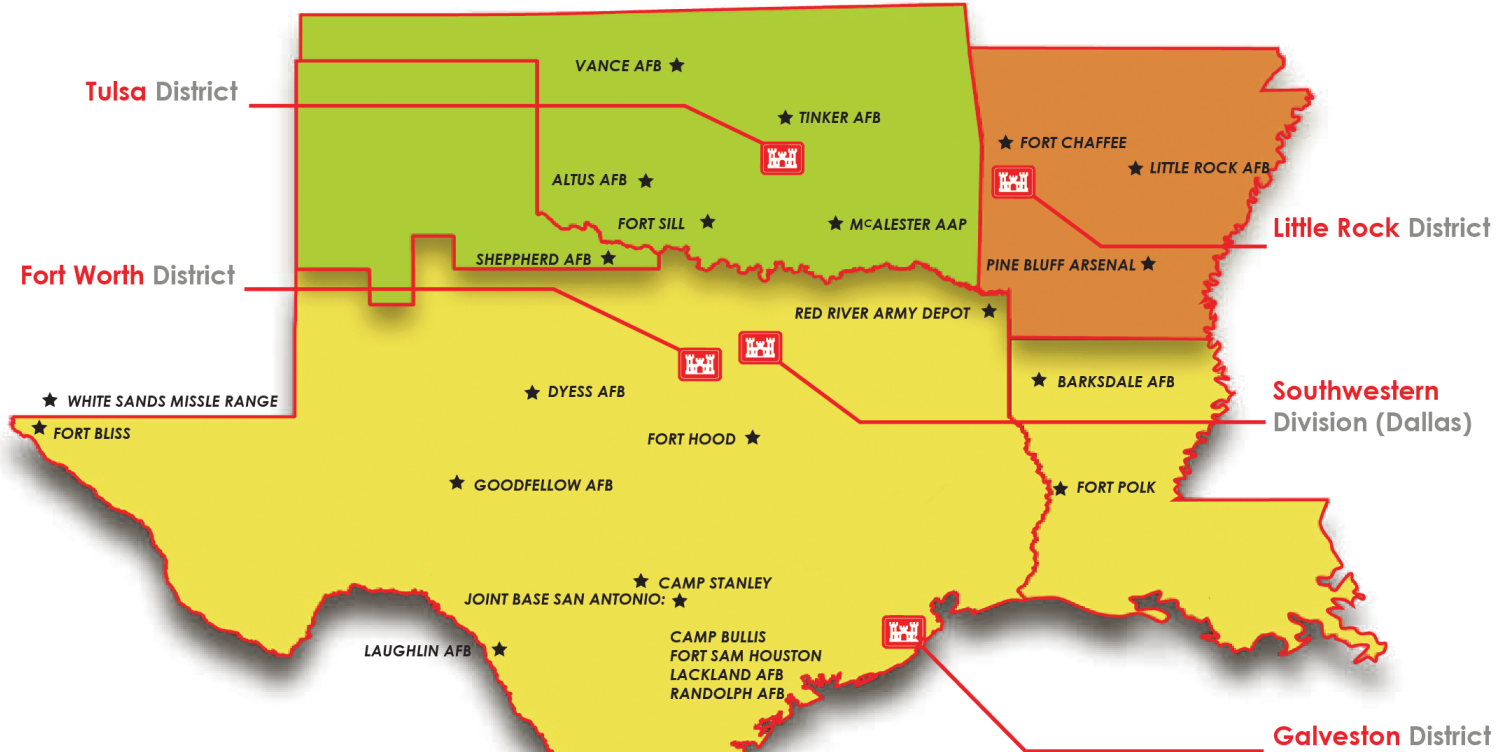 VANCE AFB
Tulsa District
TINKER AFB
FORT CHAFFEE
LITTLE ROCK AFB
ALTUS AFB
FORT SILL
McALESTER AAP
Little Rock District
SHEPPHERD AFB
PINE BLUFF ARSENAL
Fort Worth District
RED RIVER ARMY DEPOT
BARKSDALE AFB
DYESS AFB
WHITE SANDS MISSLE RANGE
Southwestern
Division (Dallas)
FORT BLISS
FORT HOOD
GOODFELLOW AFB
FORT POLK
CAMP STANLEY
JOINT BASE SAN ANTONIO:
CAMP BULLIS
FORT SAM HOUSTON
LACKLAND AFB
RANDOLPH AFB
LAUGHLIN AFB
Galveston District